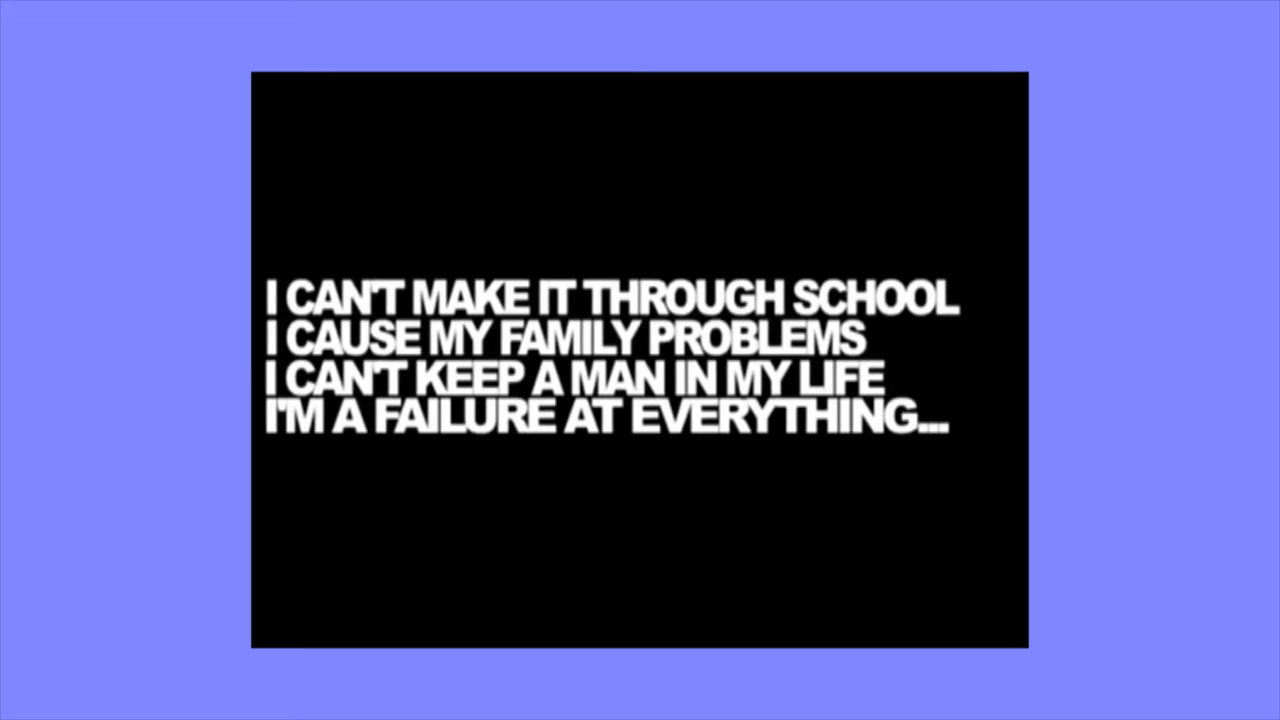 I CAN'T MAKE IT THROUGH SCHOOL
I CAUSE MY FAMILY PROBLEMS
I CAN'T KEEP A MAN IN MY LIFE
I'M A FAILURE AT EVERYTHING...